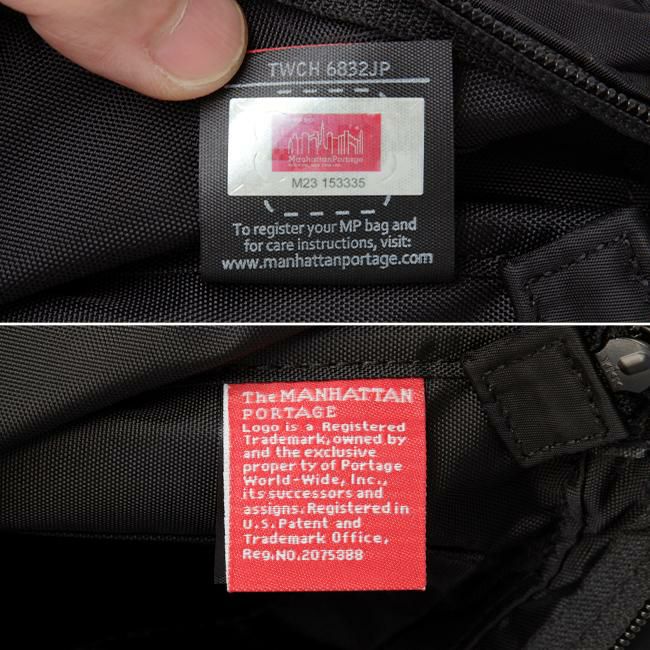 TWCH 6832JP
ManhattanPortage
M23 153335
To register your MP bag and
for care instructions, visit:
www.manhattanportage.com
The MANHATTAN
PORTAGE
Logo is a Registered
Trademark, owned by
and the exclusive
property of Portage
World-Wide, Inc.,
its successors and
assigns. Registered in
U.S. Patent and
Trademark Office,
Reg.NO.2075388